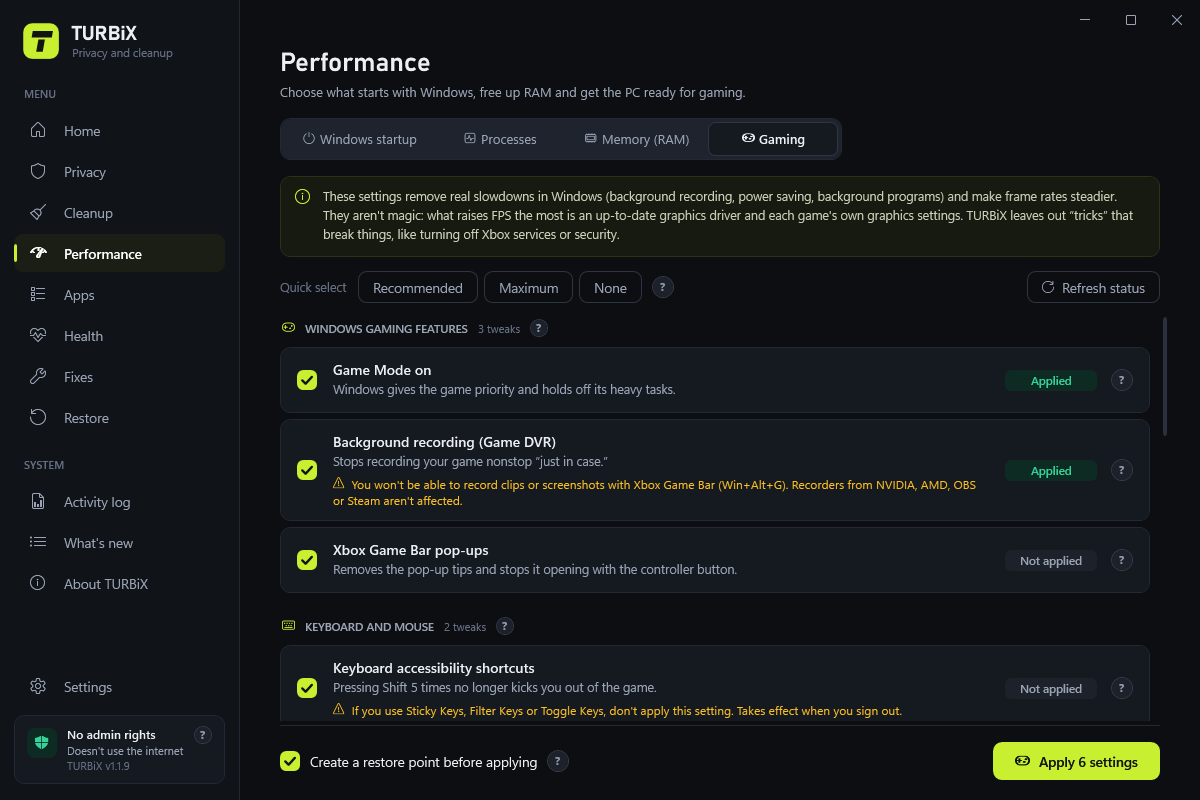 TURBiX
Privacy and cleanup
MENU
Home
Privacy
Cleanup
Performance
Apps
Health
Fixes
Restore
SYSTEM
Activity log
What's new
About TURBiX
Settings
No admin rights
?
Doesn't use the internet
TURBiX v1.1.9
Performance
Choose what starts with Windows, free up RAM and get the PC ready for gaming.
Windows startup
Processes
Memory (RAM)
Gaming
These settings remove real slowdowns in Windows (background recording, power saving, background programs) and make frame rates steadier.
They aren't magic: what raises FPS the most is an up-to-date graphics driver and each game's own graphics settings. TURBiX leaves out “tricks” that
break things, like turning off Xbox services or security.
Quick select
Recommended
Maximum
None
?
Refresh status
WINDOWS GAMING FEATURES 3 tweaks ?
Game Mode on
Windows gives the game priority and holds off its heavy tasks.
Applied
?
Background recording (Game DVR)
Stops recording your game nonstop “just in case.”
You won't be able to record clips or screenshots with Xbox Game Bar (Win+Alt+G). Recorders from NVIDIA, AMD, OBS
or Steam aren't affected.
Applied
?
Xbox Game Bar pop-ups
Removes the pop-up tips and stops it opening with the controller button.
Not applied
?
KEYBOARD AND MOUSE 2 tweaks ?
Keyboard accessibility shortcuts
Pressing Shift 5 times no longer kicks you out of the game.
If you use Sticky Keys, Filter Keys or Toggle Keys, don't apply this setting. Takes effect when you sign out.
Not applied
?
Create a restore point before applying ?
Apply 6 settings